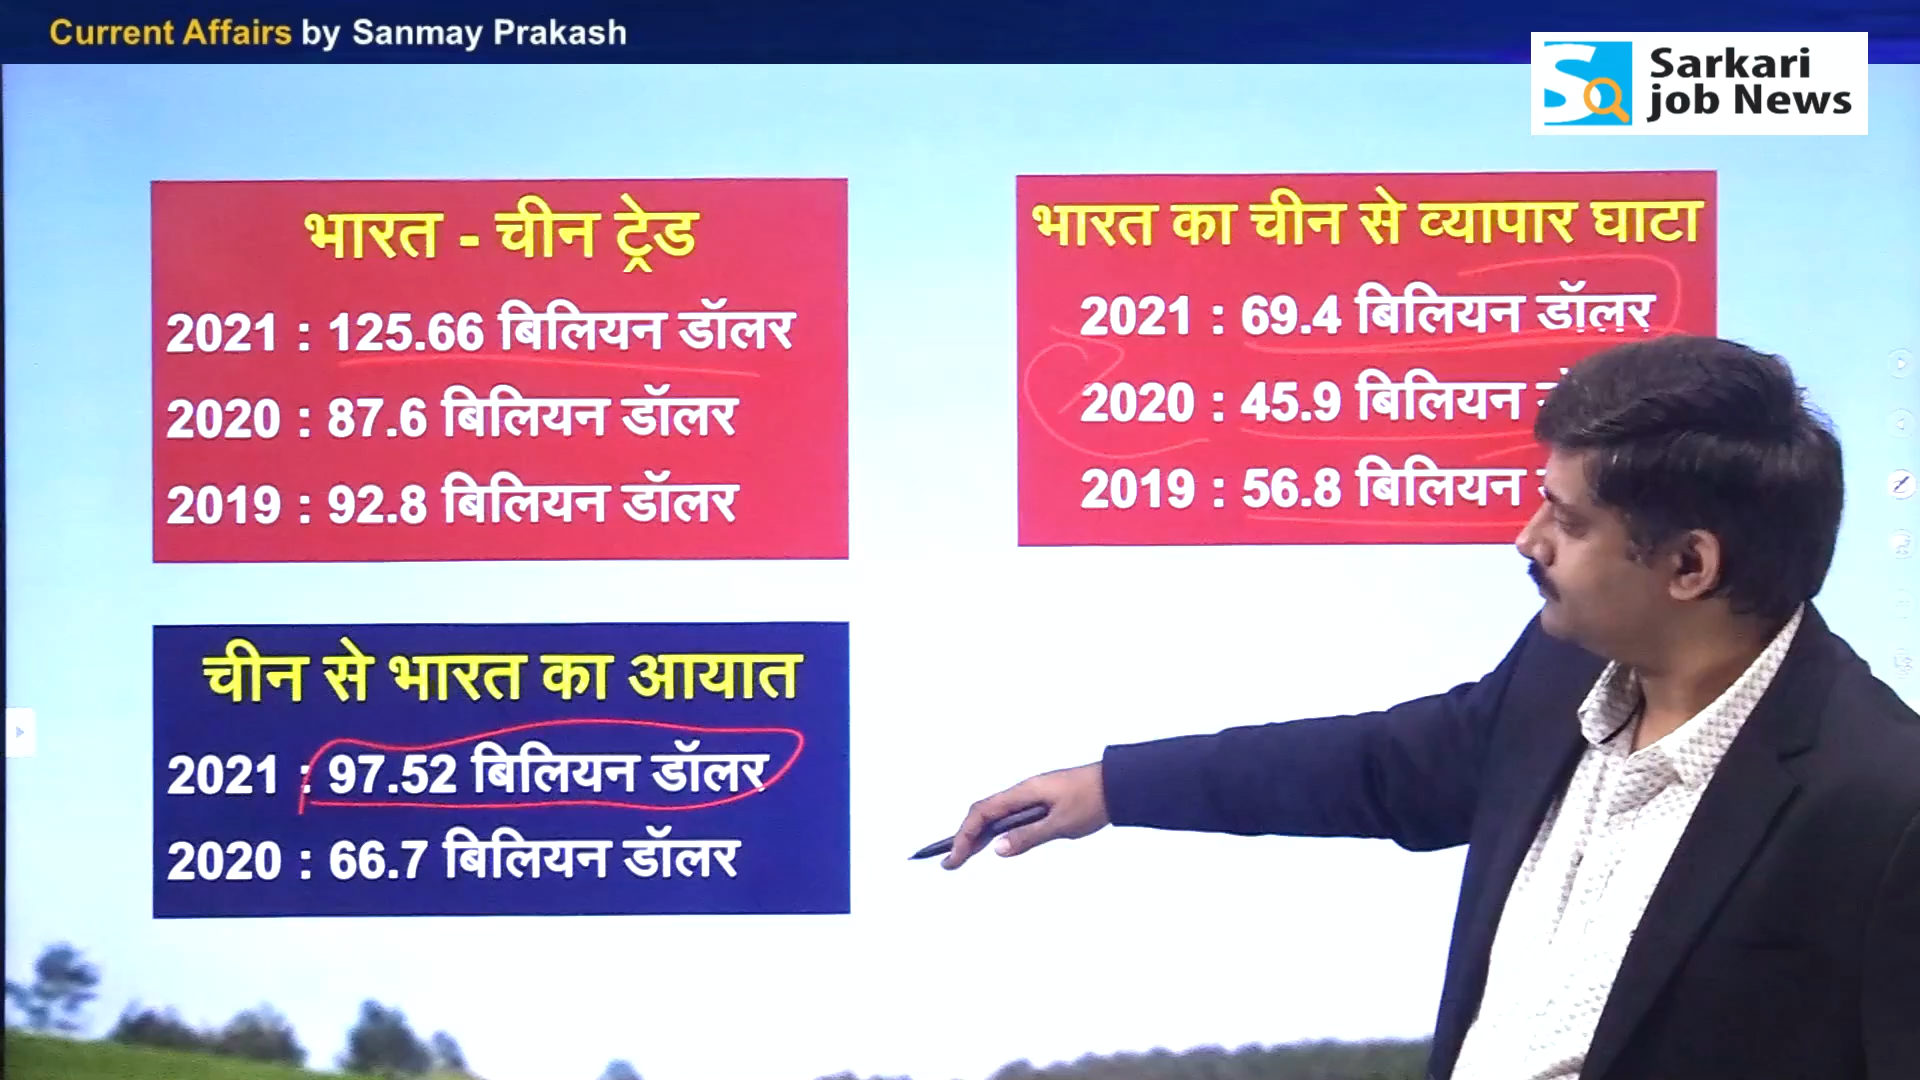 Current Affairs by Sanmay Prakash
Sarkari
job News
भारत - चीन ट्रेड
2021 : 125.66 बिलियन डॉलर
2020 : 87.6 बिलियन डॉलर
2019 : 92.8 बिलियन डॉलर
भारत का चीन से व्यापार घाटा
2021 : 69.4 बिलियन डॉलर
2020 : 45.9 बिलियन
2019 : 56.8 बिलियन
चीन से भारत का आयात
2021 : 97.52 बिलियन डॉलर
2020 : 66.7 बिलियन डॉलर